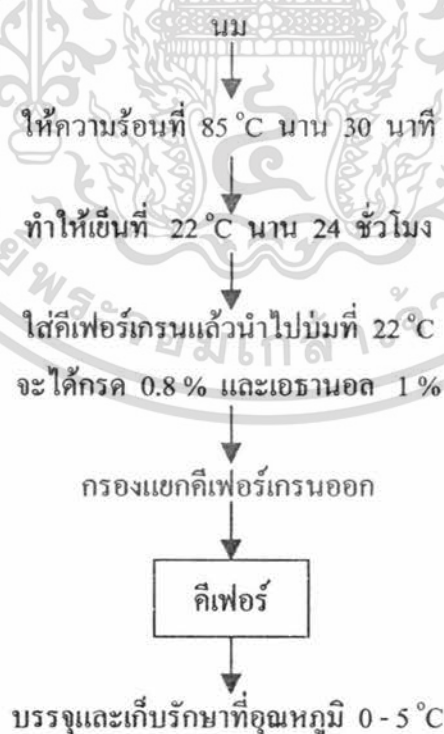 นม
ให้ความร้อนที่ 85 °C นาน 30 นาที
ทำให้เย็นที่ 22 °C นาน 24 ชั่วโมง
ใส่คีเฟอร์เกรนแล้วนำไปบ่มที่ 22 °C
จะได้กรด 0.8 % และเอธานอล 1 %
กรองแยกคีเฟอร์เกรนออก
คีเฟอร์
บรรจุและเก็บรักษาที่อุณหภูมิ 0 - 5 °C